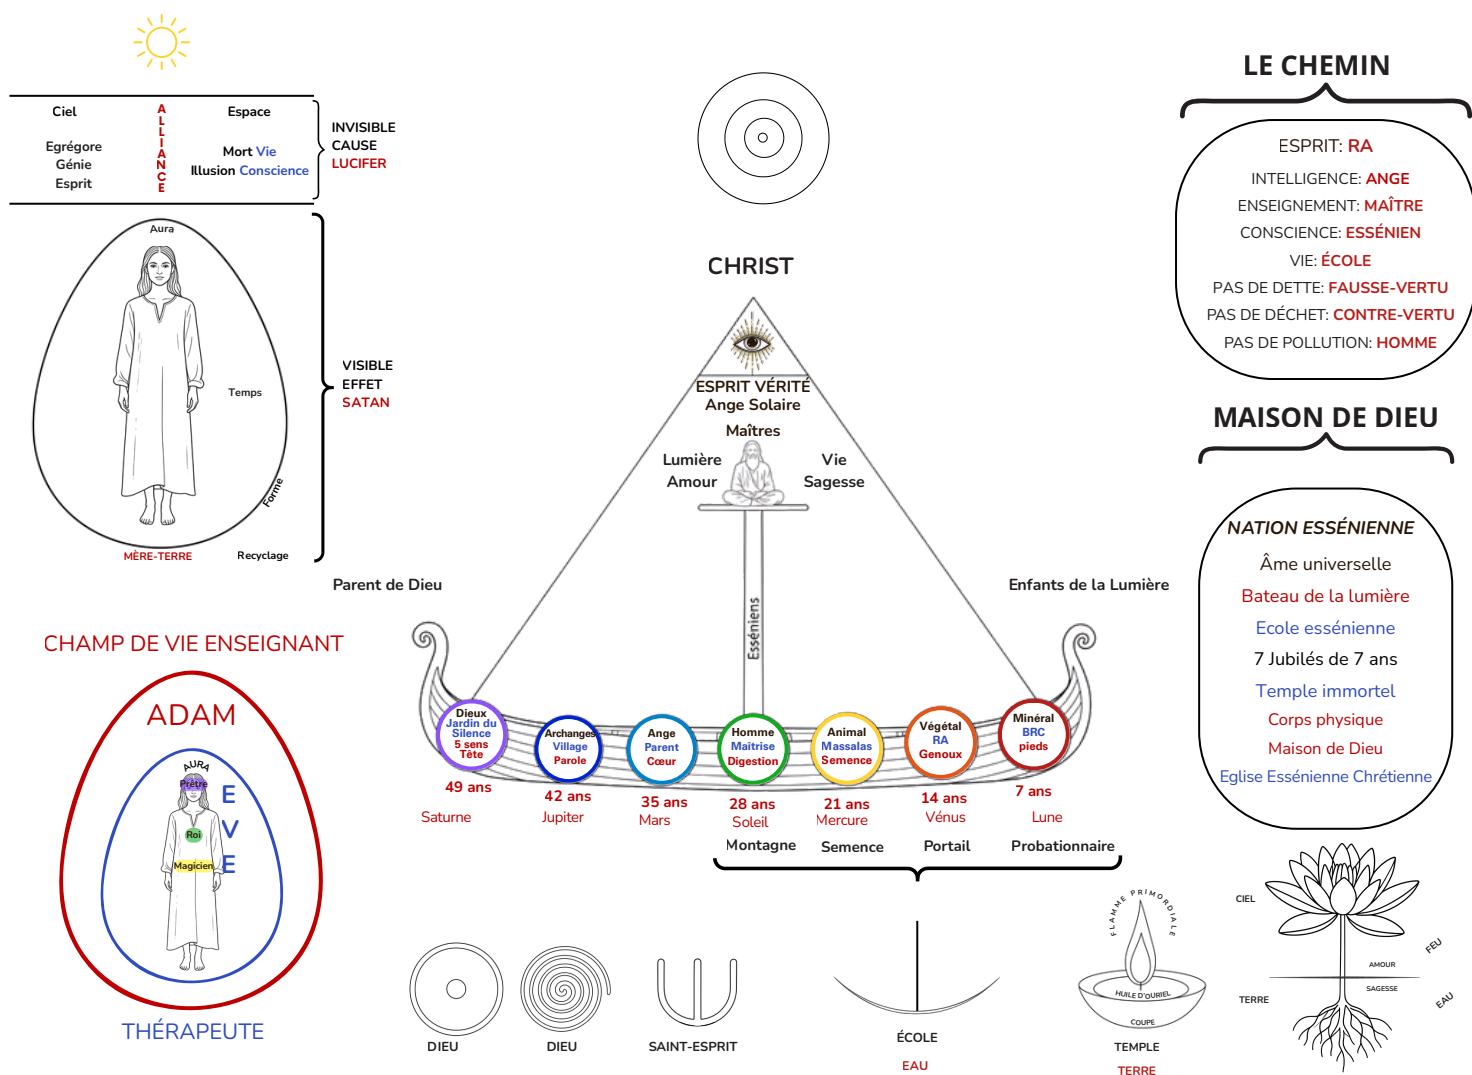 Ciel
Egrégore
Génie
Esprit
ALLIANCE
Espace
Mort Vie
Illusion Conscience
INVISIBLE
CAUSE
LUCIFER
Aura
Temps
Forme
MÈRE-TERRE
Recyclage
VISIBLE
EFFET
SATAN
CHAMP DE VIE ENSEIGNANT
ADAM
AURA
EVE
Prêtre
Roi
Magicien
THÉRAPEUTE
CHRIST
ESPRIT VÉRITÉ
Ange Solaire
Maîtres
Lumière
Amour
Vie
Sagesse
Esséniens
Parent de Dieu
Enfants de la Lumière
Dieux
Jardin du
Silence
5 sens
Tête
49 ans
Saturne
Archanges
Village
Parole
42 ans
Jupiter
Ange
Parent
Cœur
35 ans
Mars
Homme
Maîtrise
Digestion
28 ans
Soleil
Montagne
Animal
Massalas
Semence
21 ans
Mercure
Semence
Végétal
RA
Genoux
14 ans
Vénus
Portail
Minéral
BRC
pieds
7 ans
Lune
Probationnaire
DIEU
DIEU
SAINT-ESPRIT
ÉCOLE
EAU
FLAMME PRIMORDIALE
HUILE D'OURIEL
COUPE
TEMPLE
TERRE
LE CHEMIN
ESPRIT: RA
INTELLIGENCE: ANGE
ENSEIGNEMENT: MAÎTRE
CONSCIENCE: ESSÉNIEN
VIE: ÉCOLE
PAS DE DETTE: FAUSSE-VERTU
PAS DE DÉCHET: CONTRE-VERTU
PAS DE POLLUTION: HOMME
MAISON DE DIEU
NATION ESSÉNIENNE
Âme universelle
Bateau de la lumière
Ecole essénienne
7 Jubilés de 7 ans
Temple immortel
Corps physique
Maison de Dieu
Eglise Essénienne Chrétienne
CIEL
FEU
AMOUR
SAGESSE
TERRE
EAU